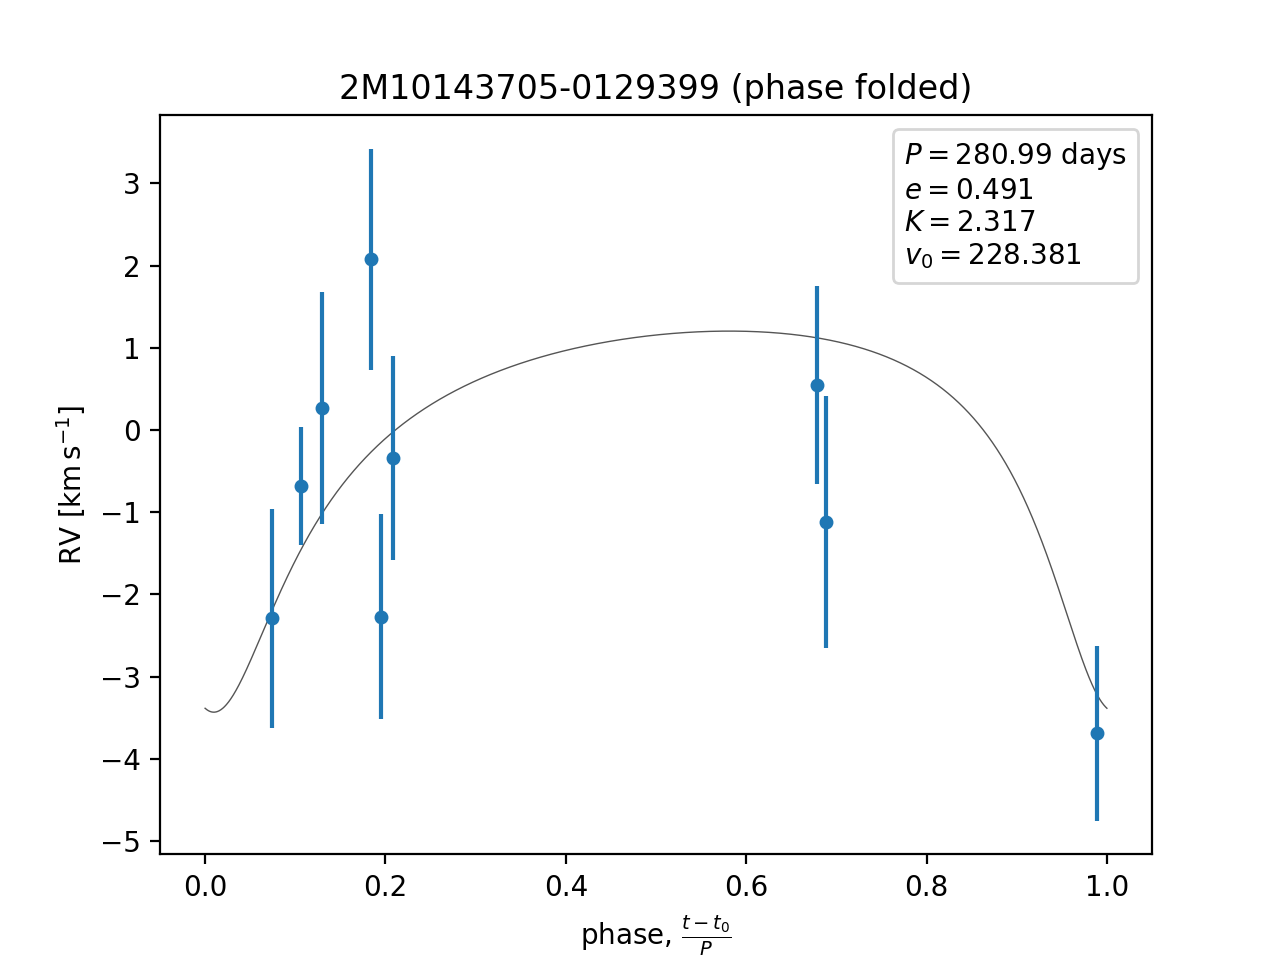 2M10143705-0129399 (phase folded)
P = 280.99 days
e = 0.491
K = 2.317
v₀ = 228.381
3
2
1
0
−1
−2
−3
−4
−5
RV [km s⁻¹]
0.0 0.2 0.4 0.6 0.8 1.0
phase, (t − t₀)/P